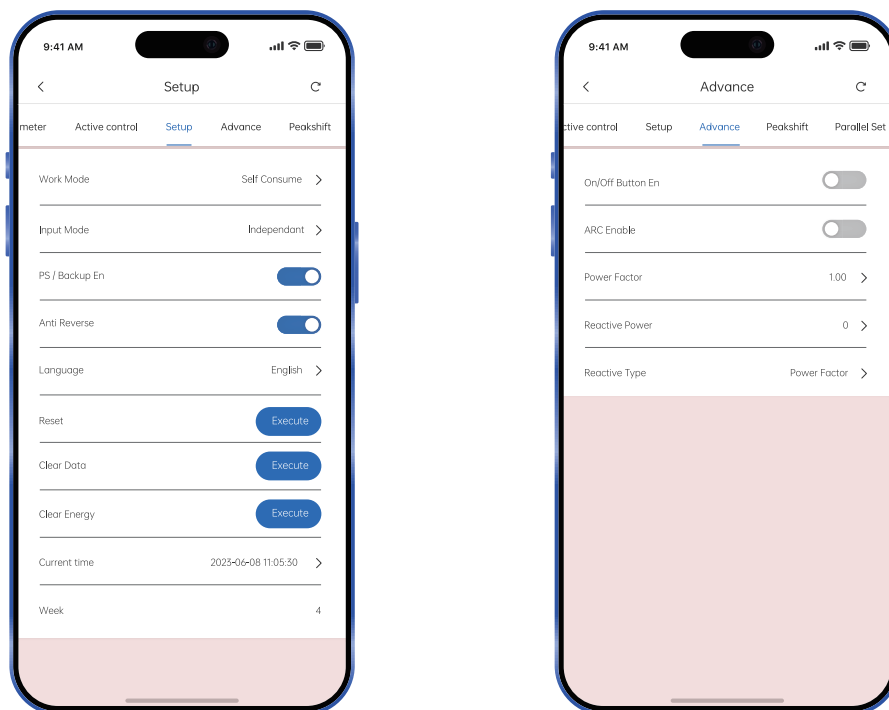 9:41 AM
Setup
meter Active control Setup Advance Peakshift
Work Mode Self Consume
Input Mode Independant
PS / Backup En
Anti Reverse
Language English
Reset Execute
Clear Data Execute
Clear Energy Execute
Current time 2023-06-08 11:05:30
Week 4
9:41 AM
Advance
ctive control Setup Advance Peakshift Parallel Set
On/Off Button En
ARC Enable
Power Factor 1.00
Reactive Power 0
Reactive Type Power Factor